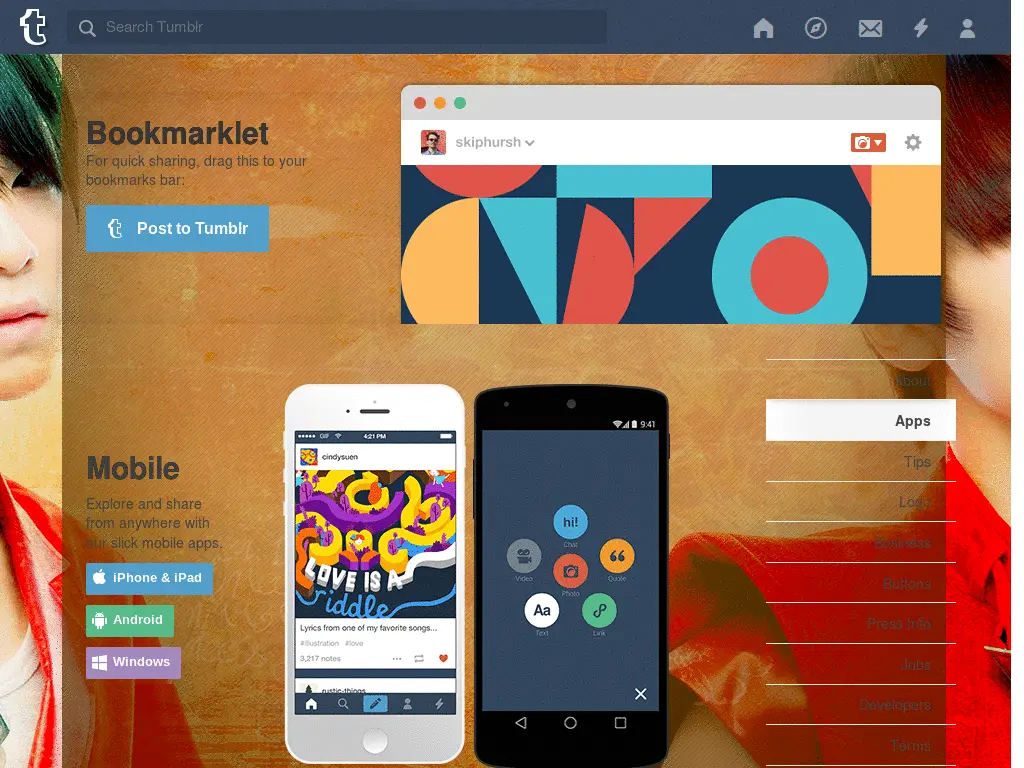 Search Tumblr
Bookmarklet
For quick sharing, drag this to your
bookmarks bar:
Post to Tumblr
skiphursh
Mobile
Explore and share
from anywhere with
our slick mobile apps.
iPhone & iPad
Android
Windows
GIF
4:21 PM
cindysuen
LOVE IS A
riddle
Lyrics from one of my favorite songs...
#illustration #love
3,217 notes
rustic-things
9:41
hi!
Chat
Video
Photo
Quote
Aa
Text
Link
About
Apps
Tips
Logo
Business
Buttons
Press Info
Jobs
Developers
Terms